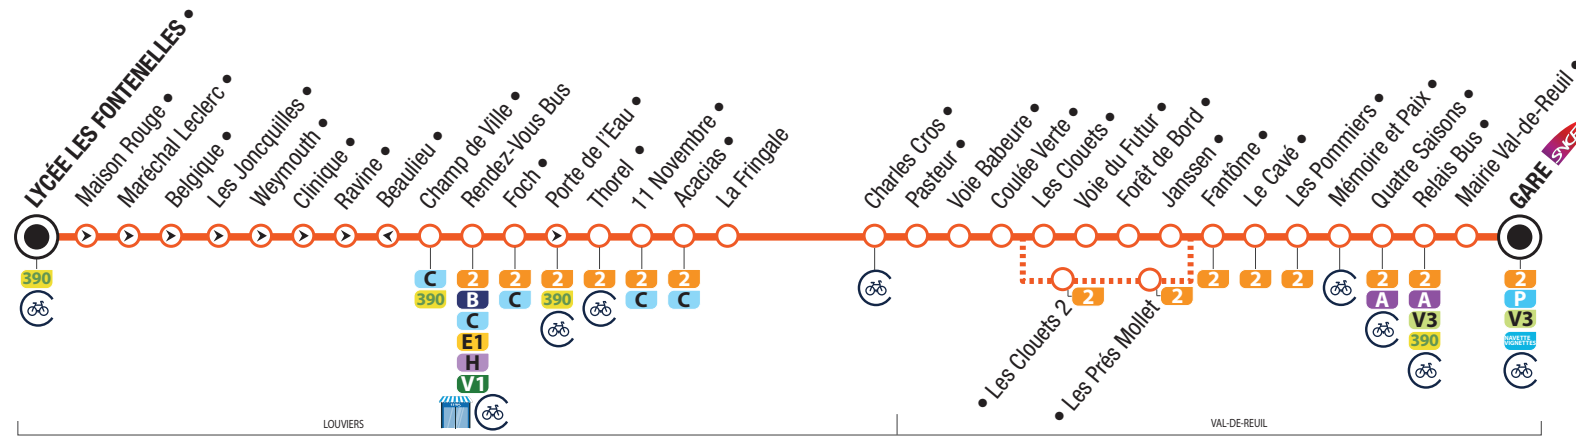 LYCÉE LES FONTENELLES •
Maison Rouge •
Maréchal Leclerc •
Belgique •
Les Joncquilles •
Weymouth •
Clinique •
Ravine •
Beaulieu •
Champ de Ville •
Rendez-Vous Bus
Foch •
Porte de l'Eau •
Thorel •
11 Novembre •
Acacias •
La Fringale
Charles Cros •
Pasteur •
Voie Babeure •
Coulée Verte •
Les Clouets •
Voie du Futur •
Forêt de Bord •
Janssen •
Fantôme •
Le Cavé •
Les Pommiers •
Mémoire et Paix •
Quatre Saisons •
Relais Bus •
Mairie Val-de-Reuil •
GARE SNCF
390
C
390
2
B
C
E1
H
V1
2
C
2
390
2
2
C
2
C
• Les Clouets 2
2
• Les Prés Mollet
2
2
2
2
2
A
2
A
V3
390
2
P
V3
NAVETTE
VIGNETTES
LOUVIERS
VAL-DE-REUIL